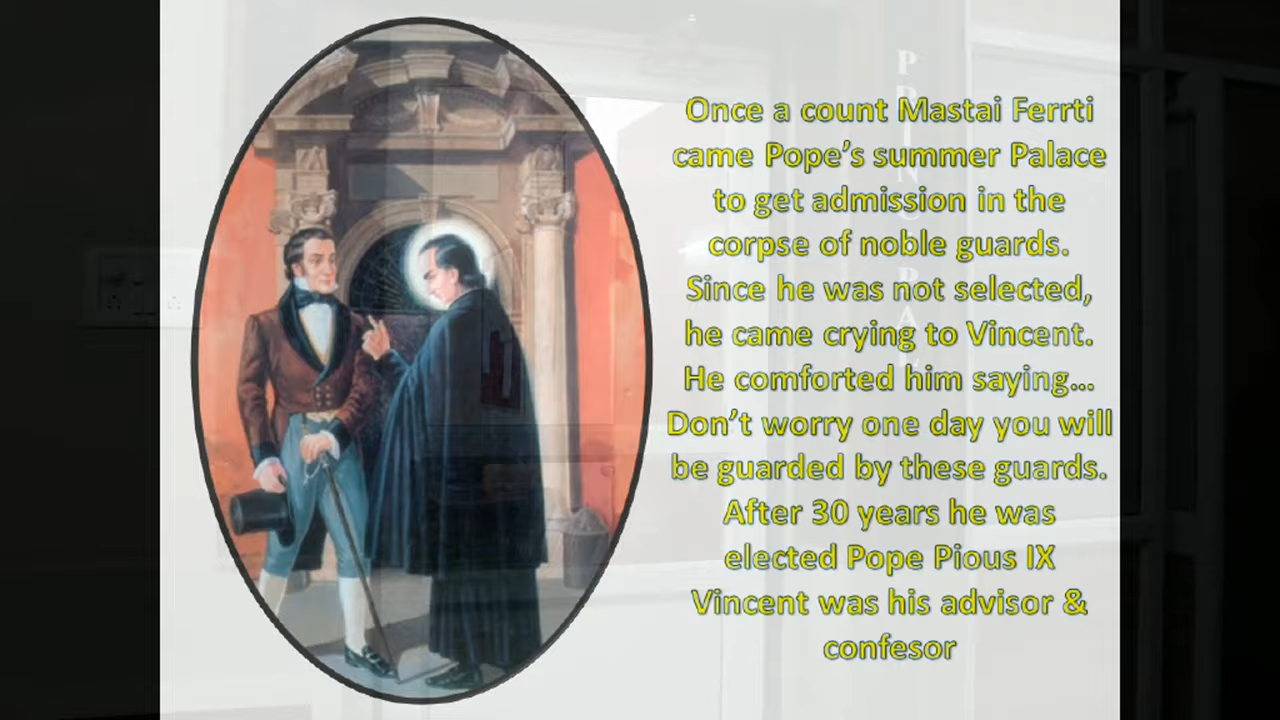 Once a count Mastai Ferrti
came Pope's summer Palace
to get admission in the
corpse of noble guards.
Since he was not selected,
he came crying to Vincent.
He comforted him saying...
Don't worry one day you will
be guarded by these guards.
After 30 years he was
elected Pope Pious IX
Vincent was his advisor &
confesor